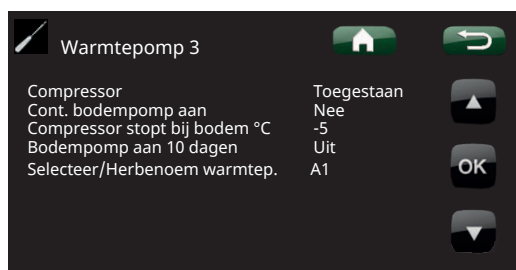 Warmtepomp 3
Compressor Toegestaan
Cont. bodempomp aan Nee
Compressor stopt bij bodem °C -5
Bodempomp aan 10 dagen Uit
Selecteer/Herbenoem warmtep. A1
OK